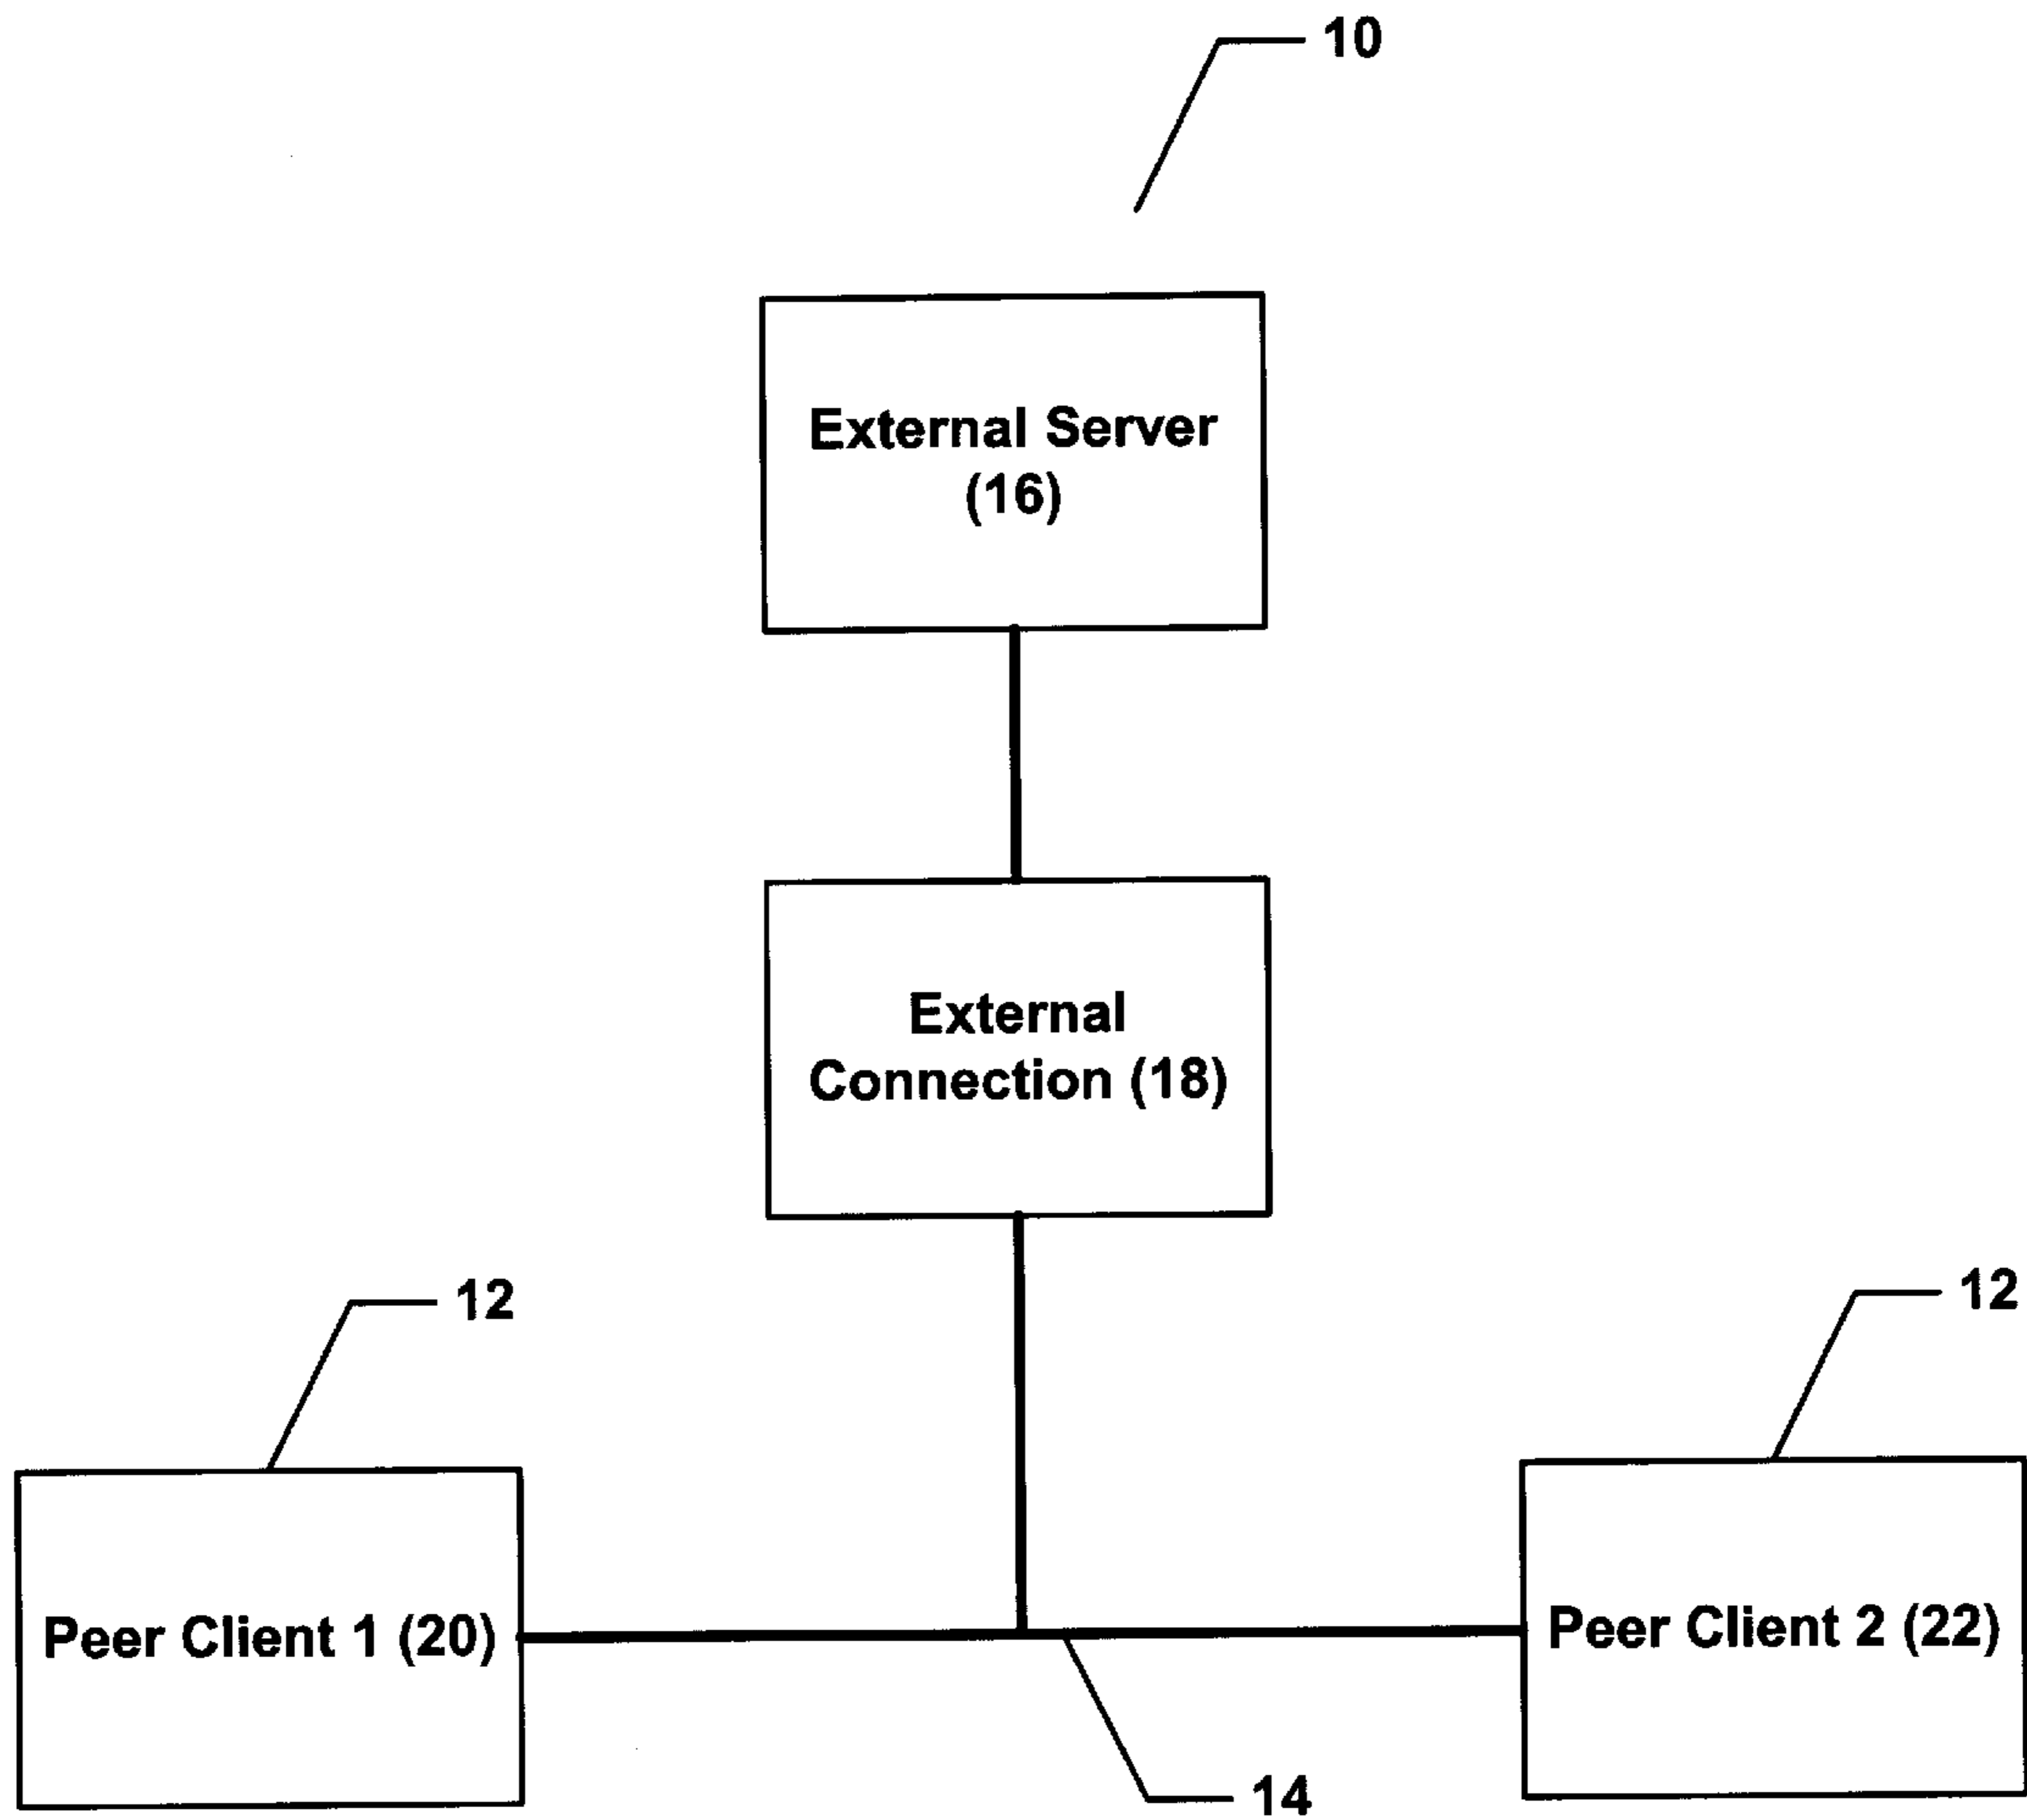 10
External Server
(16)
External
Connection (18)
12
12
Peer Client 1 (20)
Peer Client 2 (22)
14